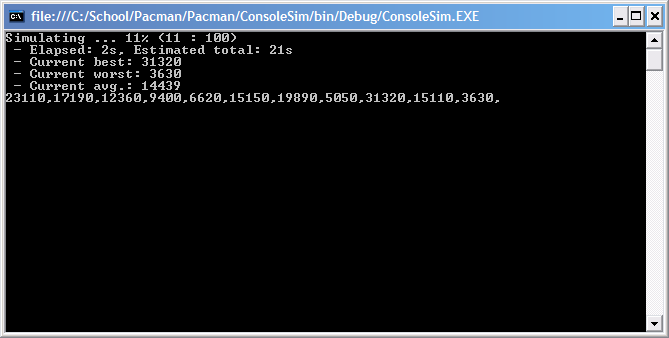 file:///C:/School/Pacman/Pacman/ConsoleSim/bin/Debug/ConsoleSim.EXE
Simulating ... 11% (11 : 100)
- Elapsed: 2s, Estimated total: 21s
- Current best: 31320
- Current worst: 3630
- Current avg.: 14439
23110,17190,12360,9400,6620,15150,19890,5050,31320,15110,3630,